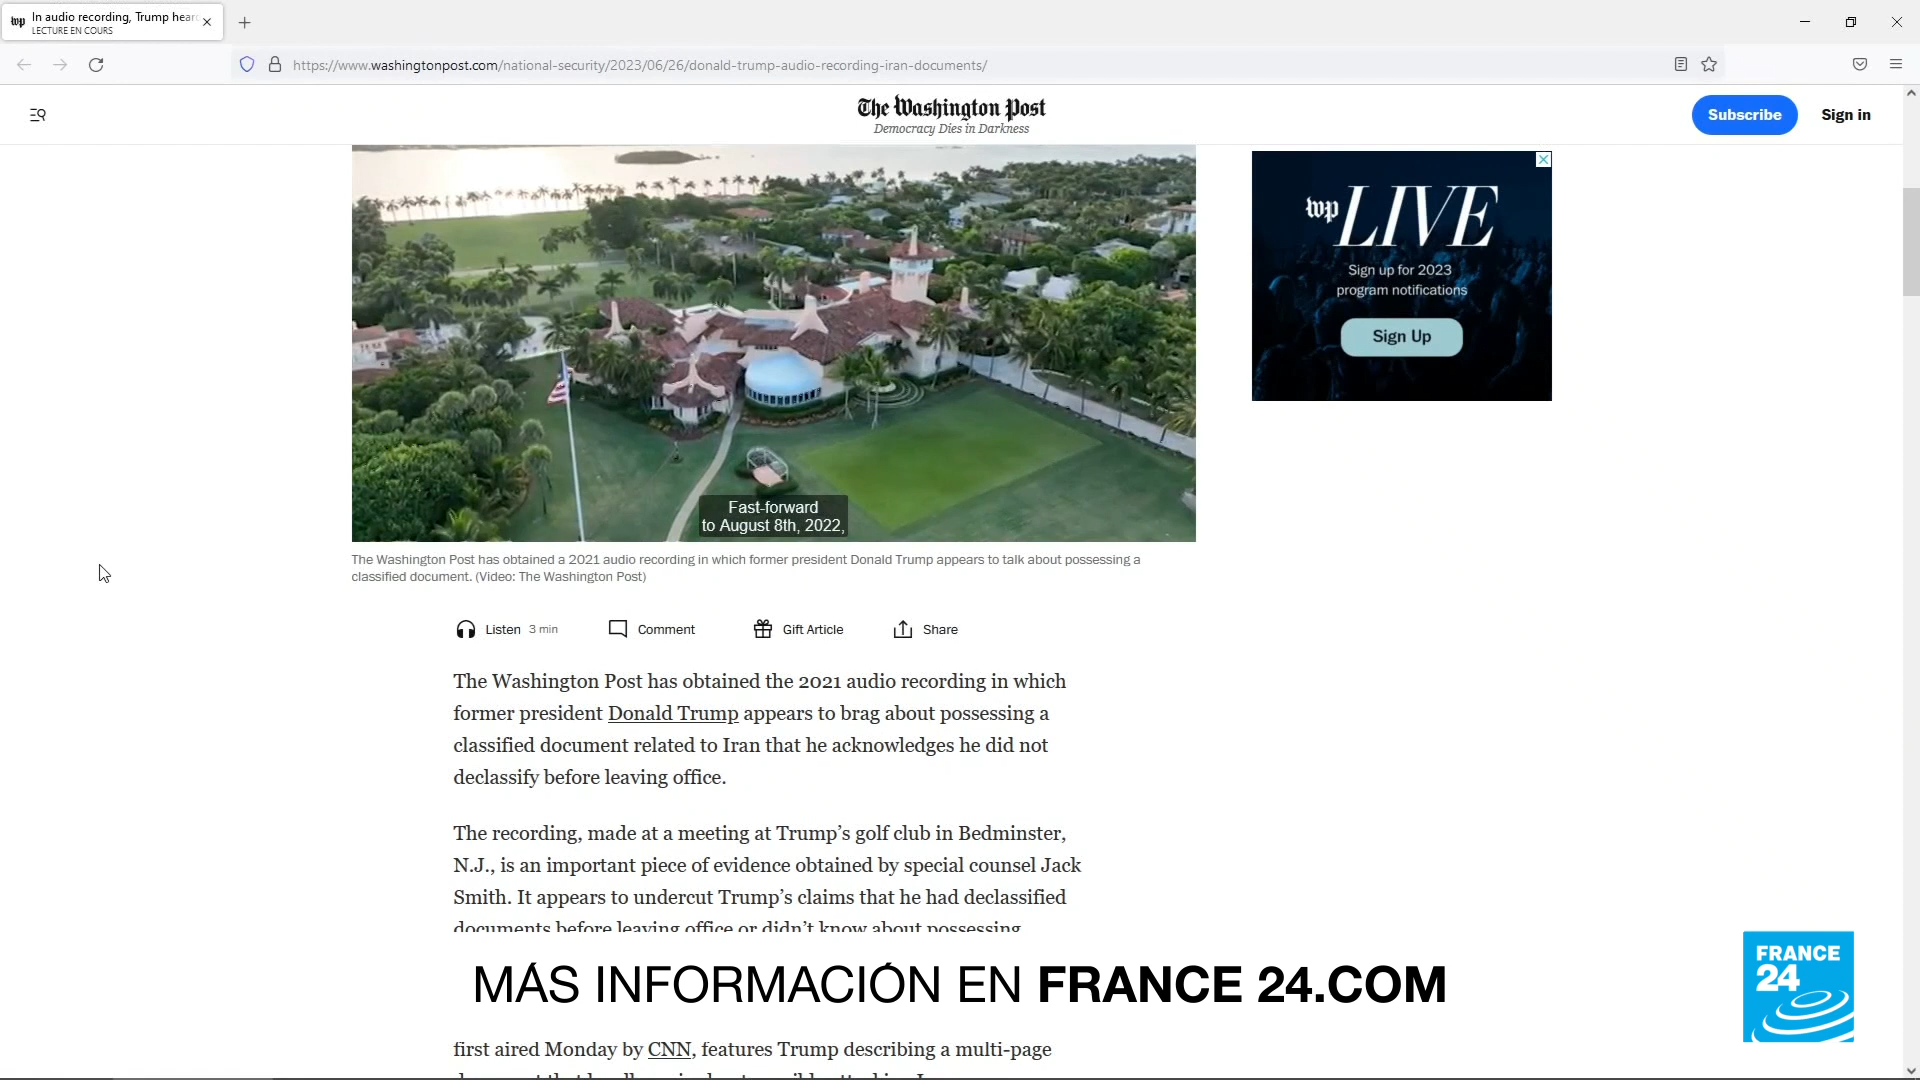 wp In audio recording, Trump hear
LECTURE EN COURS
https://www.washingtonpost.com/national-security/2023/06/26/donald-trump-audio-recording-iran-documents/
The Washington Post
Democracy Dies in Darkness
Subscribe
Sign in
wp LIVE
Sign up for 2023
program notifications
Sign Up
Fast-forward
to August 8th, 2022,
The Washington Post has obtained a 2021 audio recording in which former president Donald Trump appears to talk about possessing a
classified document. (Video: The Washington Post)
Listen 3 min Comment Gift Article Share
The Washington Post has obtained the 2021 audio recording in which
former president Donald Trump appears to brag about possessing a
classified document related to Iran that he acknowledges he did not
declassify before leaving office.
The recording, made at a meeting at Trump’s golf club in Bedminster,
N.J., is an important piece of evidence obtained by special counsel Jack
Smith. It appears to undercut Trump’s claims that he had declassified
documents before leaving office or didn’t know about possessing
MÁS INFORMACIÓN EN FRANCE 24.COM
FRANCE
24
first aired Monday by CNN, features Trump describing a multi-page